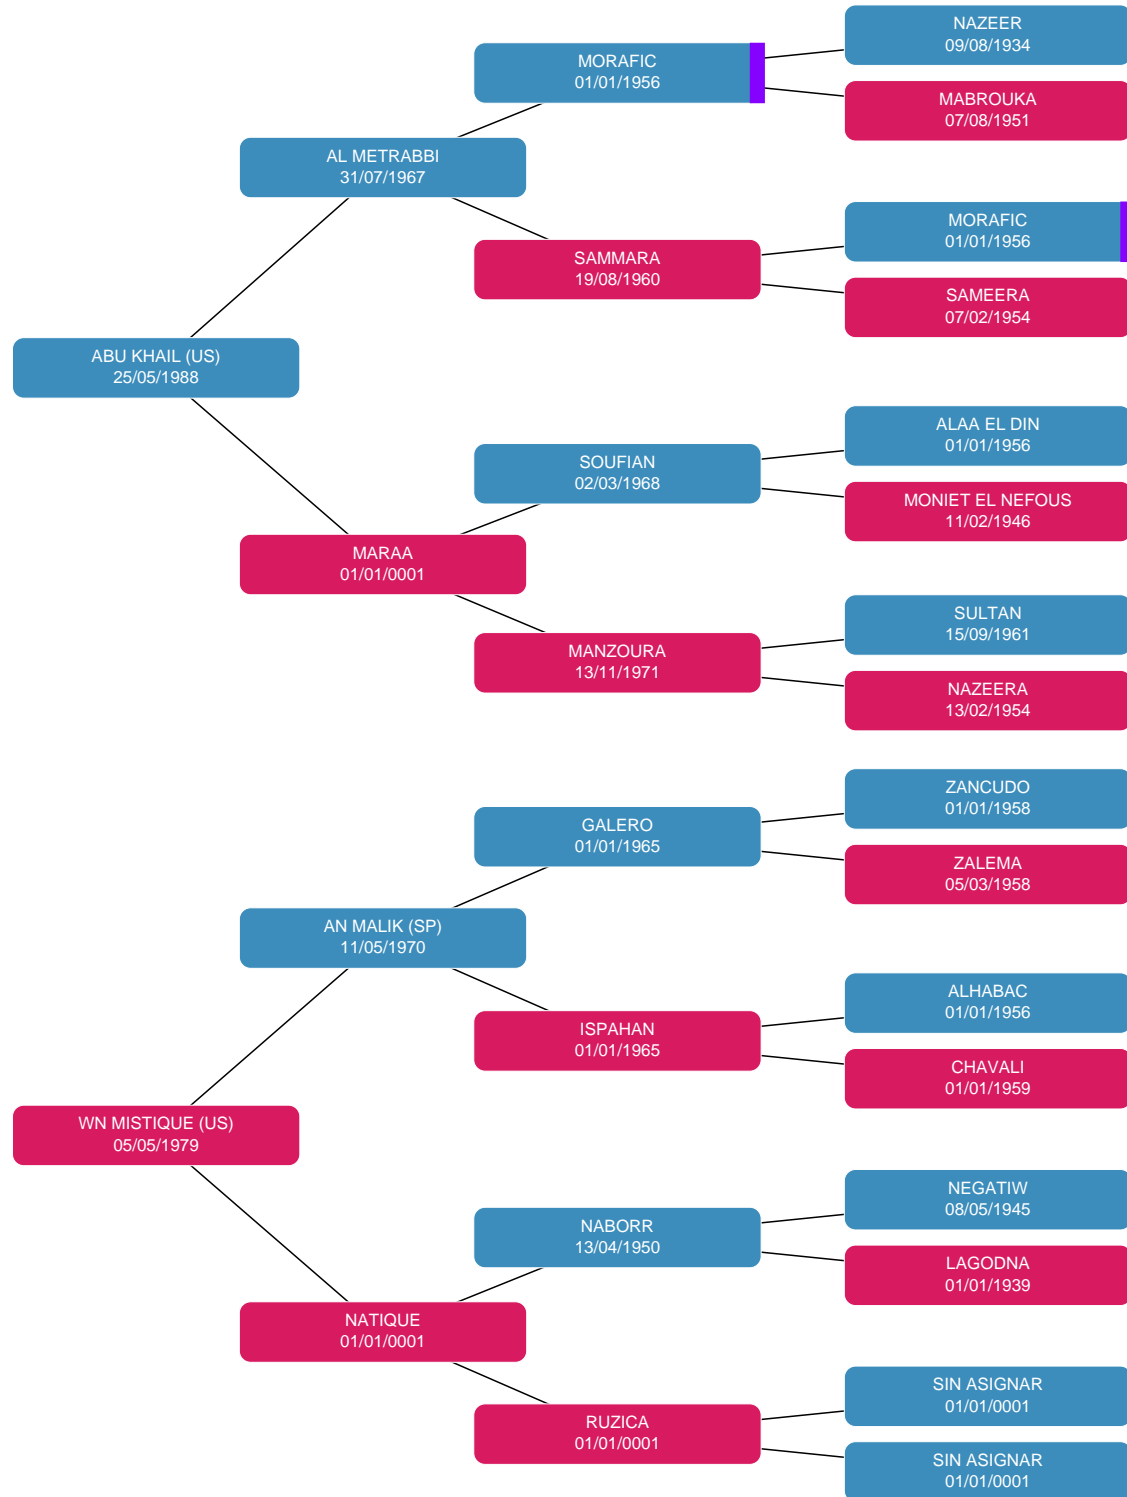 NAZEER
09/08/1934
MORAFIC
01/01/1956
MABROUKA
07/08/1951
AL METRABBI
31/07/1967
MORAFIC
01/01/1956
SAMMARA
19/08/1960
SAMEERA
07/02/1954
ABU KHAIL (US)
25/05/1988
ALAA EL DIN
01/01/1956
SOUFIAN
02/03/1968
MONIET EL NEFOUS
11/02/1946
MARAA
01/01/0001
SULTAN
15/09/1961
MANZOURA
13/11/1971
NAZEERA
13/02/1954
ZANCUDO
01/01/1958
GALERO
01/01/1965
ZALEMA
05/03/1958
AN MALIK (SP)
11/05/1970
ALHABAC
01/01/1956
ISPAHAN
01/01/1965
CHAVALI
01/01/1959
WN MISTIQUE (US)
05/05/1979
NEGATIW
08/05/1945
NABORR
13/04/1950
LAGODNA
01/01/1939
NATIQUE
01/01/0001
SIN ASIGNAR
01/01/0001
RUZICA
01/01/0001
SIN ASIGNAR
01/01/0001